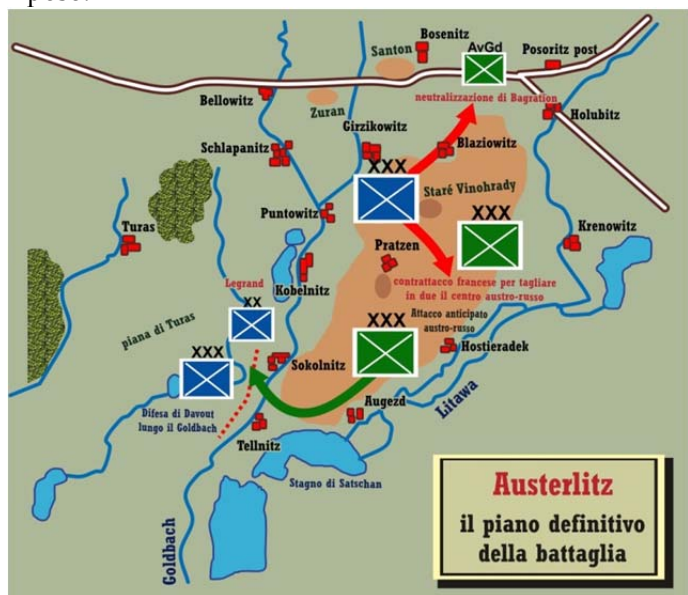 Bosenitz
AvGd
Posoritz post
Santon
Bellowitz
neutralizzazione di Bagration
Zuran
Holubitz
Girzikowitz
Schlapanitz
Blaziowitz
XXX
Staré Vinohrady
XXX
Puntowitz
Turas
Krenowitz
Pratzen
Legrand
Kobelnitz
contrattacco francese per tagliare
in due il centro austro-russo
XX
XXX
Attacco anticipato
austro-russo
piana di Turas
XXX
Sokolnitz
Hostieradek
Litawa
Difesa di Davout
lungo il Goldbach
Augezd
Tellnitz
Stagno di Satschan
Goldbach
Austerlitz
il piano definitivo
della battaglia